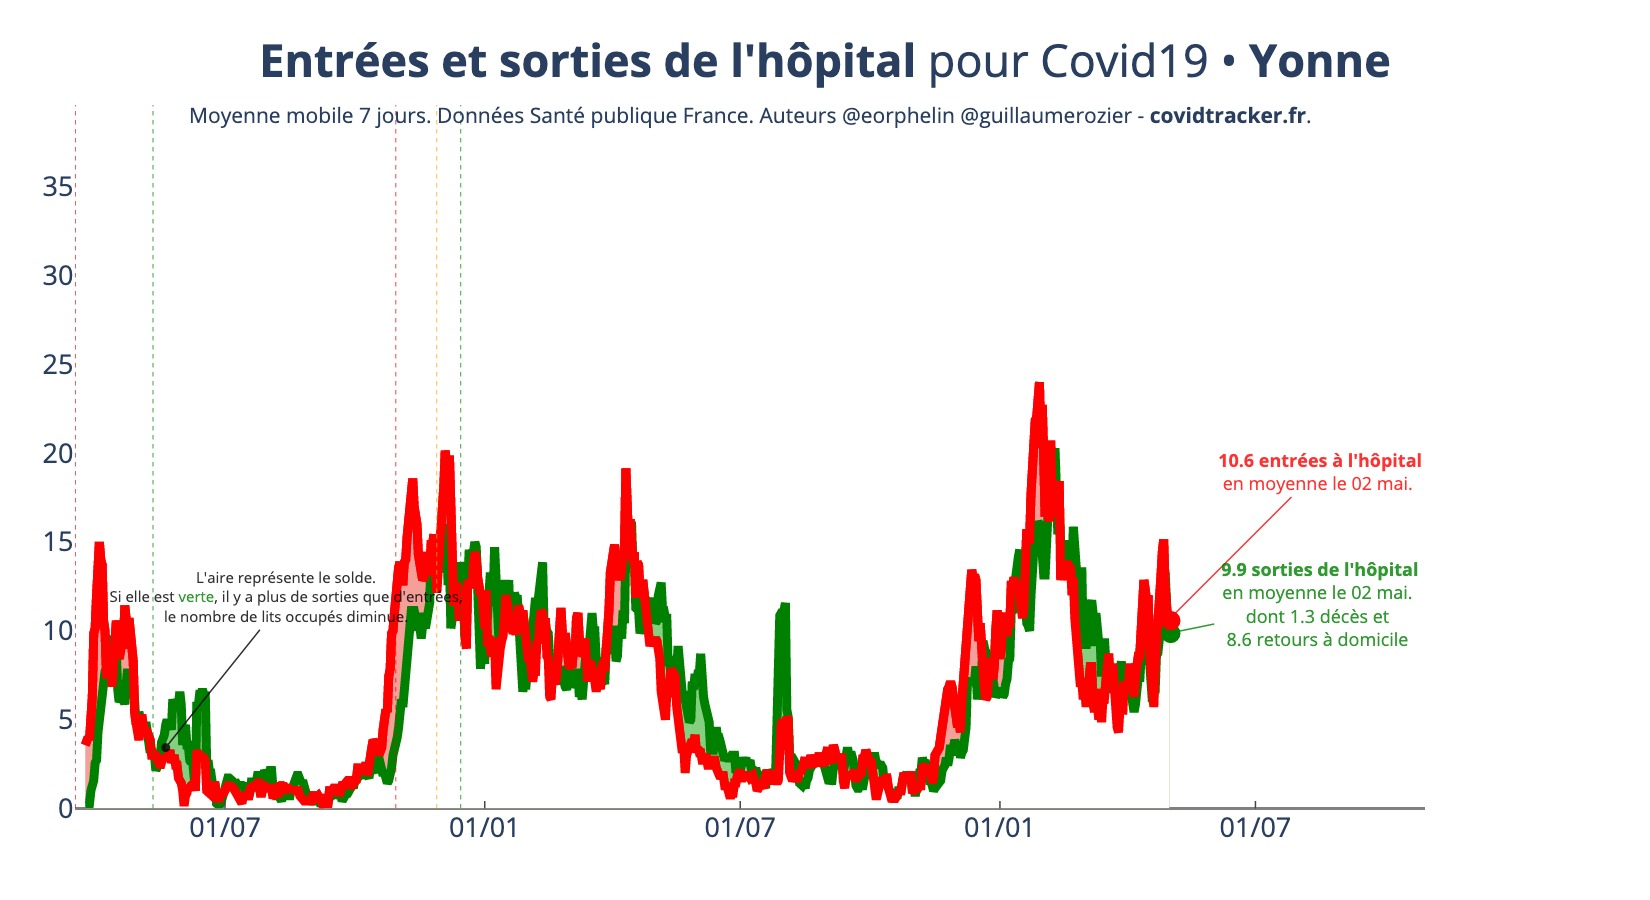 Entrées et sorties de l'hôpital pour Covid19 • Yonne
Moyenne mobile 7 jours. Données Santé publique France. Auteurs @eorphelin @guillaumerozier - covidtracker.fr.
35
30
25
20
15
10
5
0
L'aire représente le solde.
Si elle est verte, il y a plus de sorties que d'entrées,
le nombre de lits occupés diminue.
10.6 entrées à l'hôpital
en moyenne le 02 mai.
9.9 sorties de l'hôpital
en moyenne le 02 mai.
dont 1.3 décès et
8.6 retours à domicile
01/07
01/01
01/07
01/01
01/07